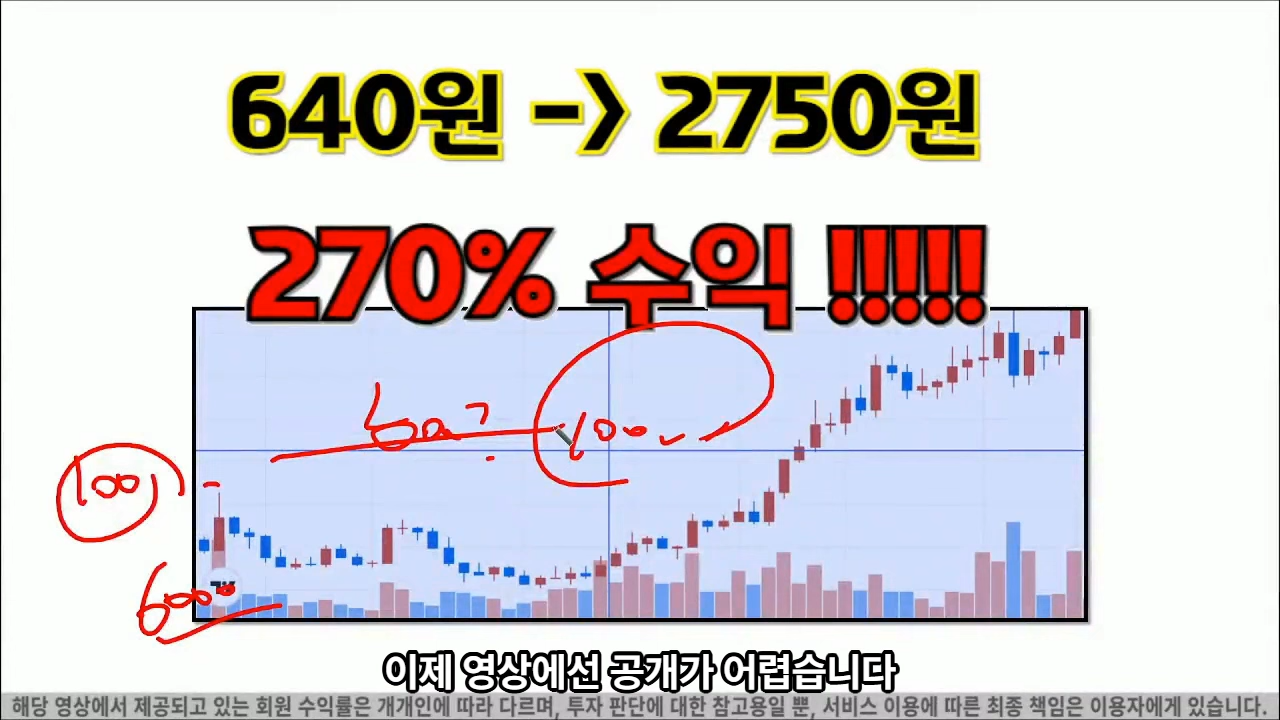 640원 -> 2750원
270% 수익 !!!!!
이제 영상에선 공개가 어렵습니다
해당 영상에서 제공되고 있는 회원 수익률은 개개인에 따라 다르며, 투자 판단에 대한 참고용일 뿐, 서비스 이용에 따른 최종 책임은 이용자에게 있습니다.